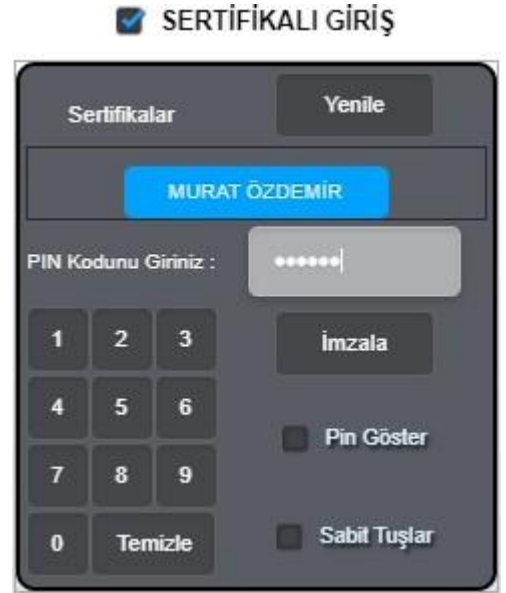 SERTİFİKALI GİRİŞ
Sertifikalar Yenile
MURAT ÖZDEMİR
PIN Kodunu Giriniz : ••••••
1 2 3 İmzala
4 5 6 Pin Göster
7 8 9
0 Temizle Sabit Tuşlar